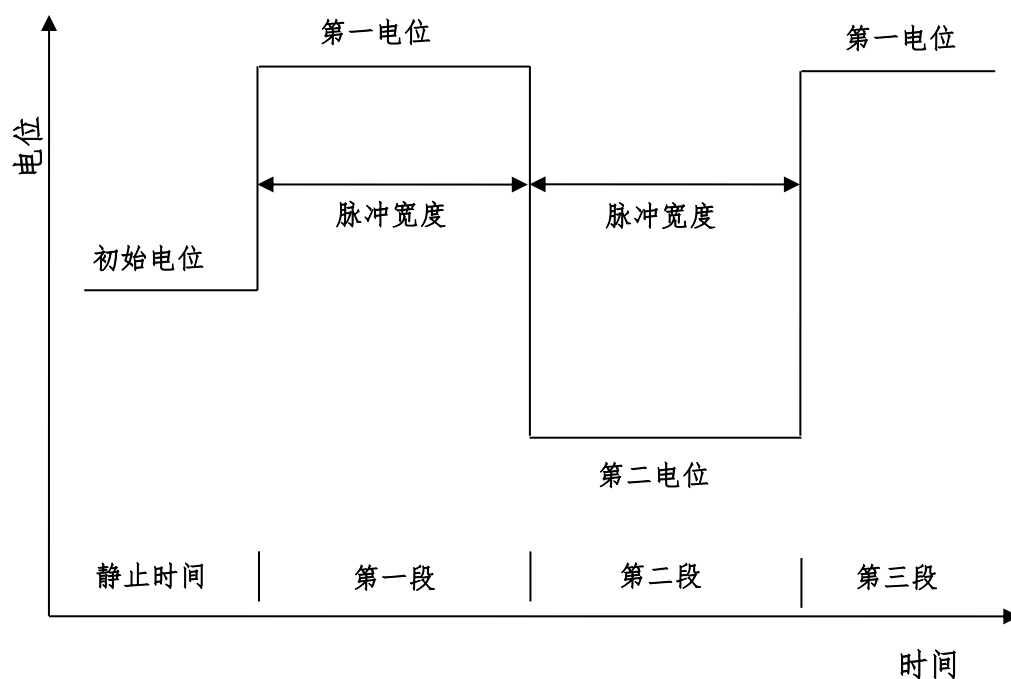 第一电位
第一电位
电位
脉冲宽度
脉冲宽度
初始电位
第二电位
静止时间
第一段
第二段
第三段
时间